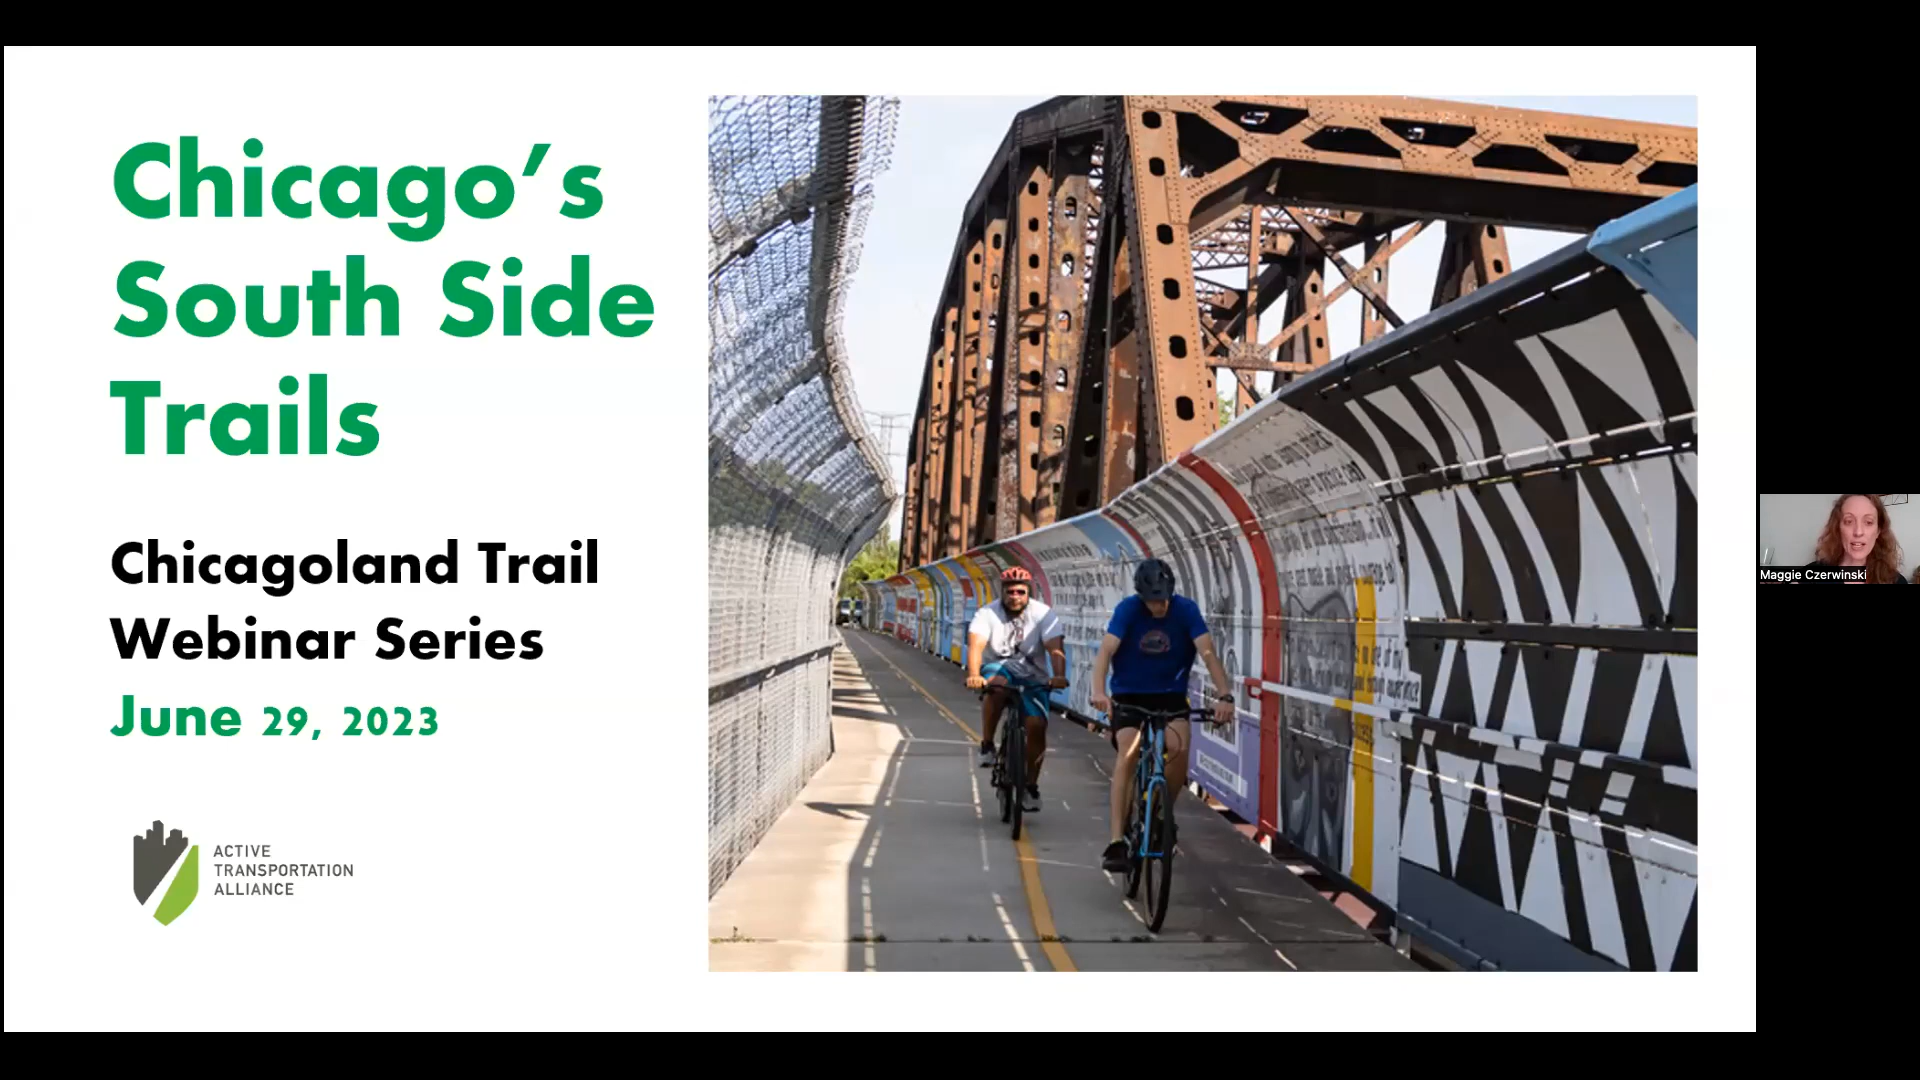 Chicago's
South Side
Trails
Chicagoland Trail
Webinar Series
June 29, 2023
ACTIVE
TRANSPORTATION
ALLIANCE
Maggie Czerwinski